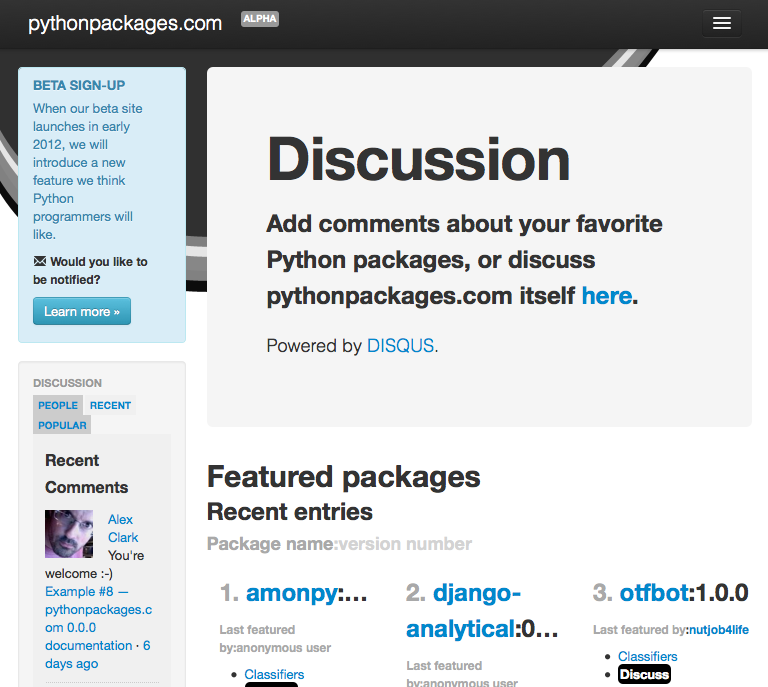 pythonpackages.com ALPHA
BETA SIGN-UP
When our beta site
launches in early
2012, we will
introduce a new
feature we think
Python
programmers will
like.
Would you like to
be notified?
Learn more »
DISCUSSION
PEOPLE RECENT
POPULAR
Recent
Comments
Alex
Clark
You're
welcome :-)
Example #8 —
pythonpackages.c
om 0.0.0
documentation · 6
days ago
Discussion
Add comments about your favorite
Python packages, or discuss
pythonpackages.com itself here.
Powered by DISQUS.
Featured packages
Recent entries
Package name:version number
1. amonpy:...
Last featured
by:anonymous user
Classifiers
2. django-
analytical:0...
Last featured
by:anonymous user
3. otfbot:1.0.0
Last featured by:nutjob4life
Classifiers
Discuss